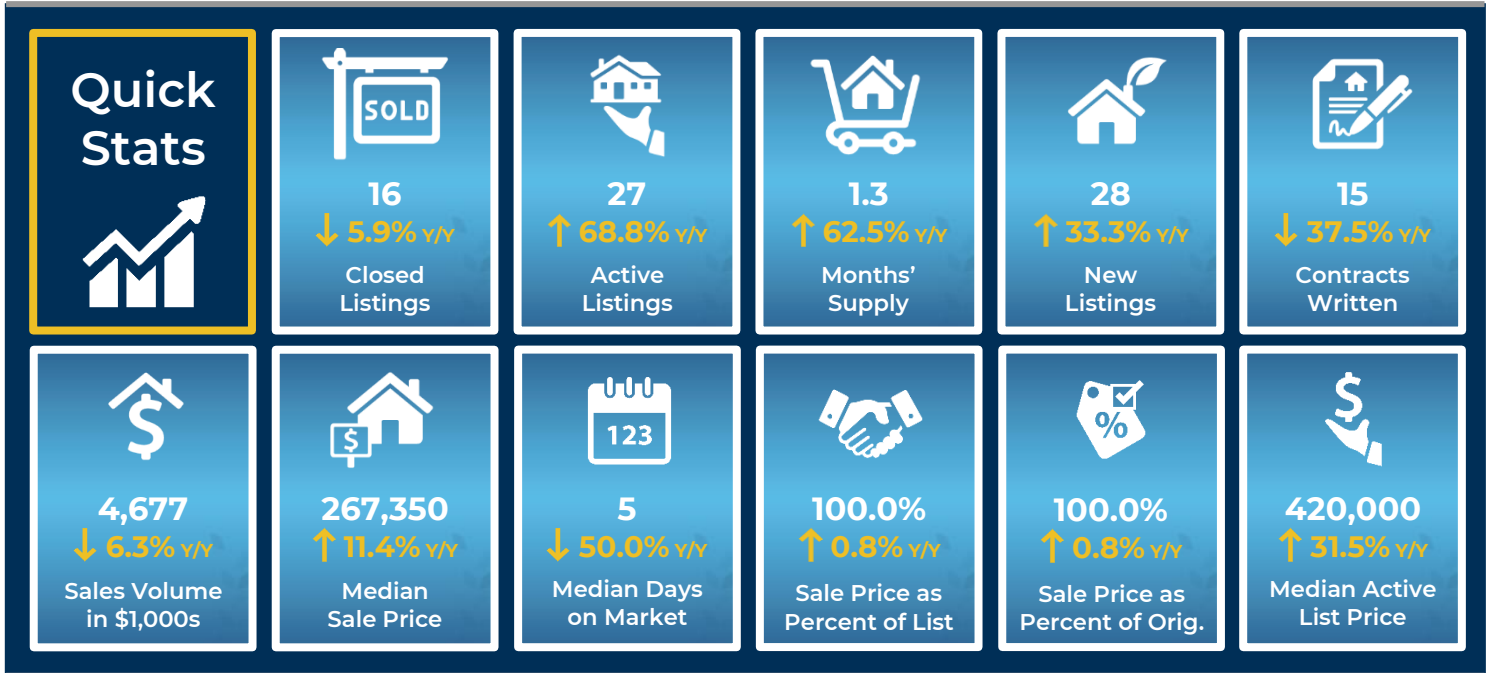 Quick
Stats
SOLD
16
↓ 5.9% Y/Y
Closed
Listings
27
↑ 68.8% Y/Y
Active
Listings
1.3
↑ 62.5% Y/Y
Months’
Supply
28
↑ 33.3% Y/Y
New
Listings
15
↓ 37.5% Y/Y
Contracts
Written
$
4,677
↓ 6.3% Y/Y
Sales Volume
in $1,000s
$
267,350
↑ 11.4% Y/Y
Median
Sale Price
123
5
↓ 50.0% Y/Y
Median Days
on Market
100.0%
↑ 0.8% Y/Y
Sale Price as
Percent of List
%
100.0%
↑ 0.8% Y/Y
Sale Price as
Percent of Orig.
$
420,000
↑ 31.5% Y/Y
Median Active
List Price